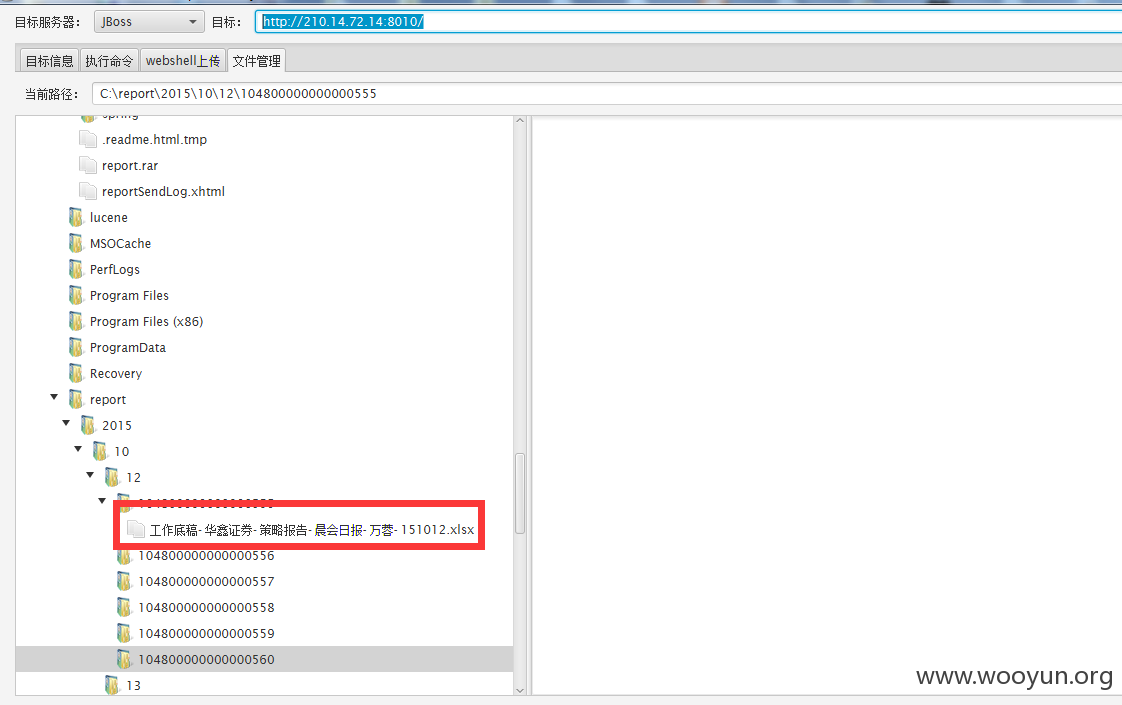 目标服务器： JBoss 目标： http://210.14.72.14:8010/
目标信息 执行命令 webshell上传 文件管理
当前路径： C:\report\2015\10\12\104800000000000555
spring
.readme.html.tmp
report.rar
reportSendLog.xhtml
lucene
MSOCache
PerfLogs
Program Files
Program Files (x86)
ProgramData
Recovery
report
2015
10
12
104800000000000555
工作底稿-华鑫证券-策略报告-晨会日报-万蓉-151012.xlsx
104800000000000556
104800000000000557
104800000000000558
104800000000000559
104800000000000560
13
www.wooyun.org